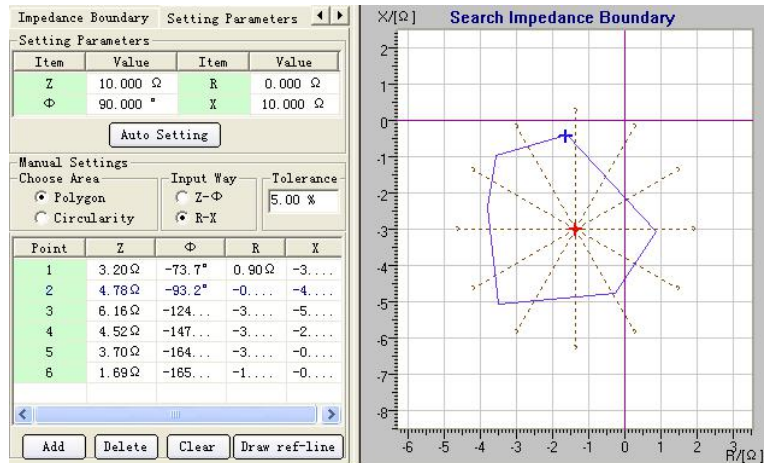 Impedance Boundary Setting Parameters
Setting Parameters
Item Value Item Value
Z 10.000 Ω R 0.000 Ω
Φ 90.000 ° X 10.000 Ω
Auto Setting
Manual Settings
Choose Area Input Way Tolerance
Polygon Z-Φ 5.00 %
Circularity R-X
Point Z Φ R X
1 3.20Ω -73.7° 0.90Ω -3....
2 4.78Ω -93.2° -0.... -4....
3 6.16Ω -124... -3.... -5....
4 4.52Ω -147... -3.... -2....
5 3.70Ω -164... -3.... -0....
6 1.69Ω -165... -1.... -0....
Add Delete Clear Draw ref-line
X/[Ω] Search Impedance Boundary
2
1
0
-1
-2
-3
-4
-5
-6
-7
-8
-6 -5 -4 -3 -2 -1 0 1 2 3
R/[Ω]